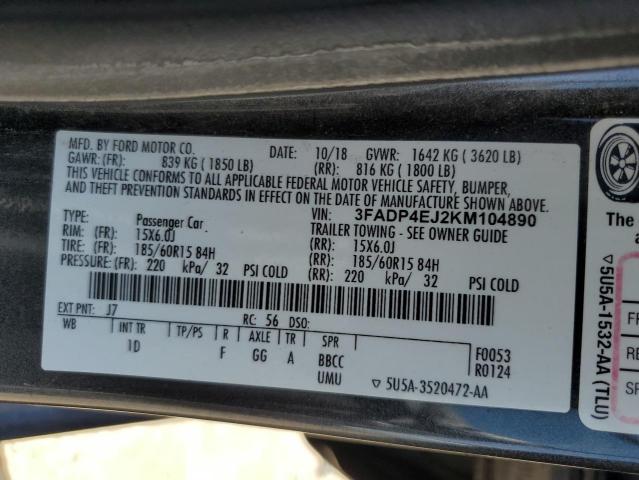 MFD. BY FORD MOTOR CO.
DATE: 10/18 GVWR: 1642 KG ( 3620 LB)
GAWR: (FR): 839 KG ( 1850 LB) (RR): 816 KG ( 1800 LB)
THIS VEHICLE CONFORMS TO ALL APPLICABLE FEDERAL MOTOR VEHICLE SAFETY, BUMPER,
AND THEFT PREVENTION STANDARDS IN EFFECT ON THE DATE OF MANUFACTURE SHOWN ABOVE.
VIN: 3FADP4EJ2KM104890
TYPE: Passenger Car TRAILER TOWING - SEE OWNER GUIDE
RIM: (FR): 15X6.0J (RR): 15X6.0J
TIRE: (FR): 185/60R15 84H (RR): 185/60R15 84H
PRESSURE: (FR): 220 kPa/ 32 PSI COLD (RR): 220 kPa/ 32 PSI COLD
EXT PNT: J7 RC: 56 DSO:
WB INT TR TP/PS R AXLE TR SPR
1D F GG A BBCC
UMU
F0053
R0124
▽ 5U5A-3520472-AA
The
▽5U5A-1532-AA (TLU)